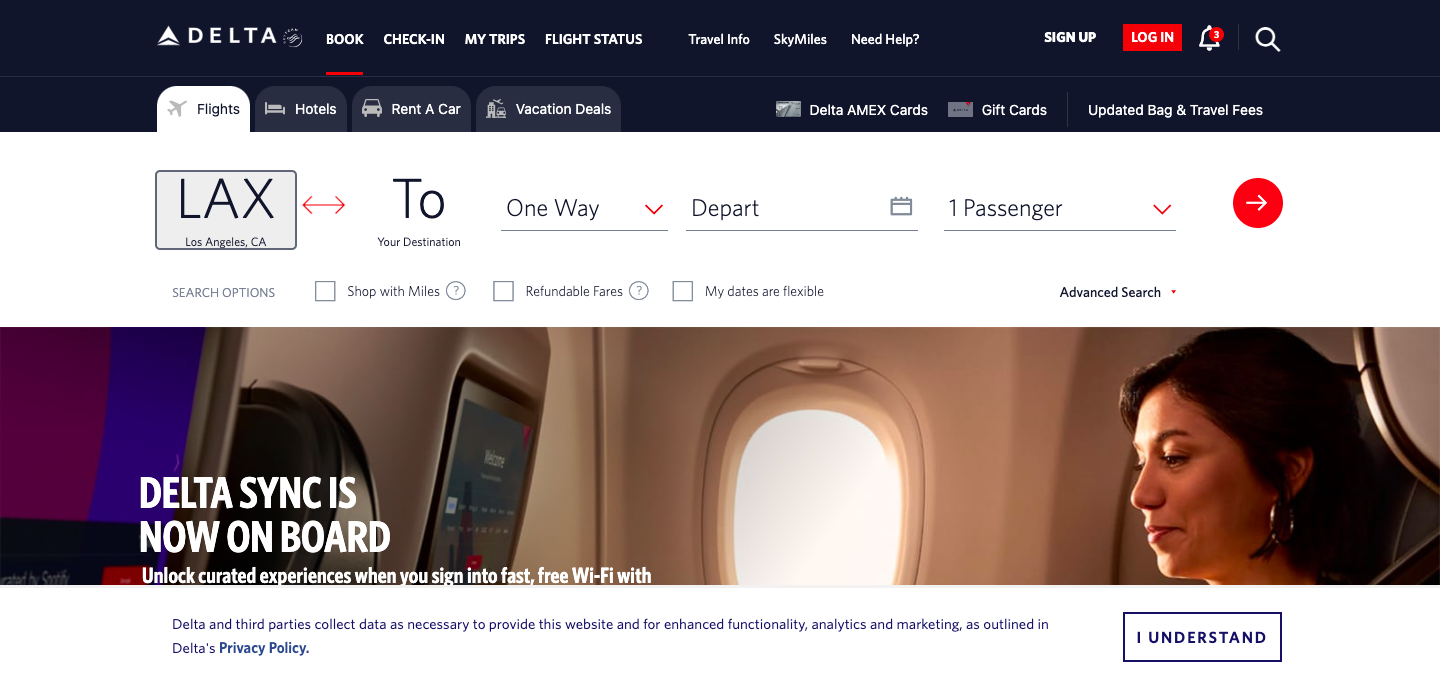 DELTA
BOOK
CHECK-IN
MY TRIPS
FLIGHT STATUS
Travel Info
SkyMiles
Need Help?
SIGN UP
LOG IN
3
Flights
Hotels
Rent A Car
Vacation Deals
Delta AMEX Cards
Gift Cards
Updated Bag & Travel Fees
LAX
Los Angeles, CA
To
Your Destination
One Way
Depart
1 Passenger
SEARCH OPTIONS
Shop with Miles ?
Refundable Fares ?
My dates are flexible
Advanced Search
Welcome
DELTA SYNC IS
NOW ON BOARD
Unlock curated experiences when you sign into fast, free Wi-Fi with
Delta and third parties collect data as necessary to provide this website and for enhanced functionality, analytics and marketing, as outlined in
Delta's Privacy Policy.
I UNDERSTAND